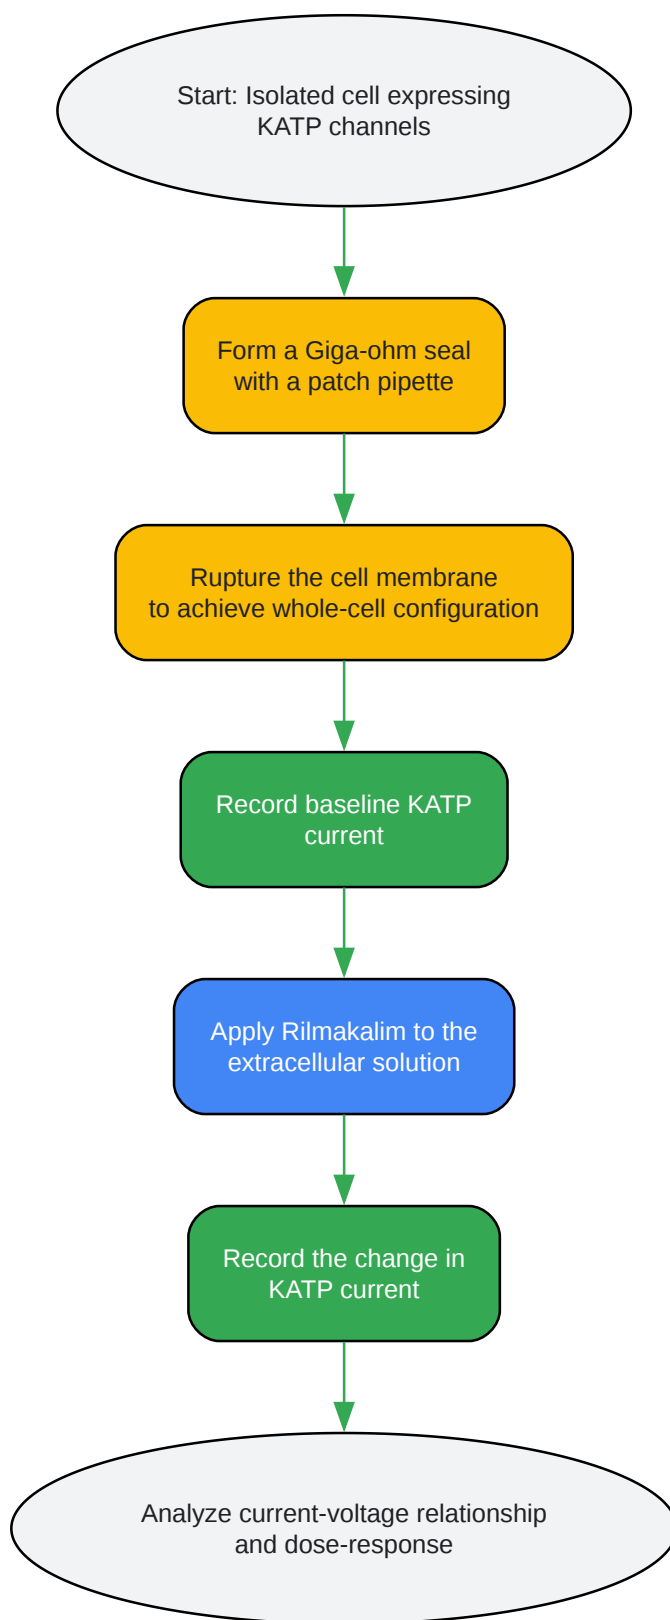 Start: Isolated cell expressing
KATP channels
Form a Giga-ohm seal
with a patch pipette
Rupture the cell membrane
to achieve whole-cell configuration
Record baseline KATP
current
Apply Rilmakalim to the
extracellular solution
Record the change in
KATP current
Analyze current-voltage relationship
and dose-response